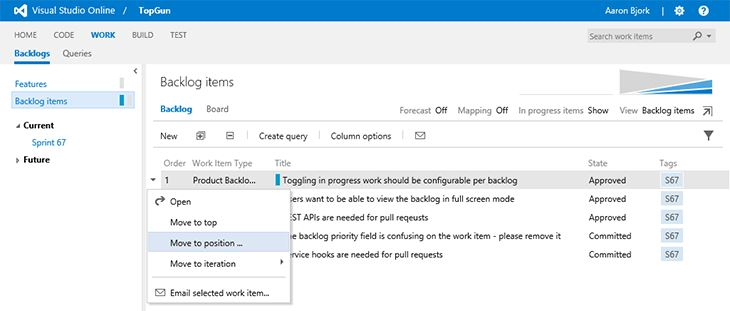 Visual Studio Online / TopGun Aaron Bjork
HOME CODE WORK BUILD TEST Search work items
Backlogs Queries
Features
Backlog items
Current
Sprint 67
Future
Backlog items
Backlog Board Forecast Off Mapping Off In progress items Show View Backlog items
New Create query Column options
Order Work Item Type Title State Tags
1 Product Backlo... Toggling in progress work should be configurable per backlog Approved S67
Open sers want to be able to view the backlog in full screen mode Approved S67
Move to top EST APIs are needed for pull reqeusts Approved S67
Move to position ... he backlog priority field is confusing on the work item - please remove it Committed S67
Move to iteration ervice hooks are needed for pull requests Committed S67
Email selected work item...